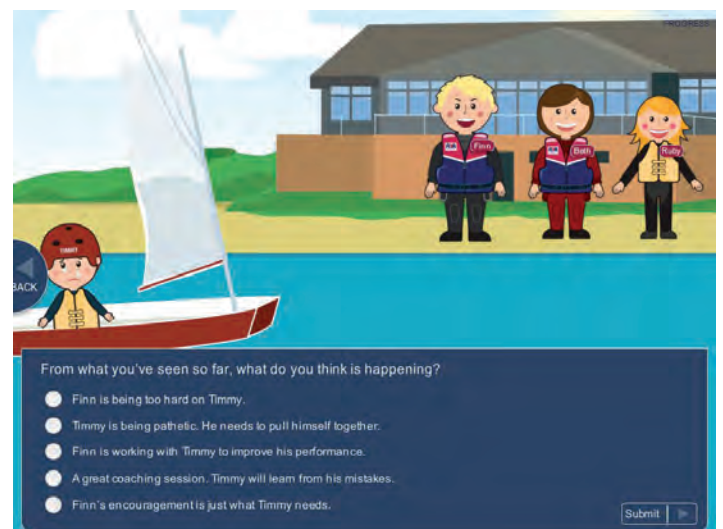 PROGRESS
Finn
Beth
Ruby
TIMMY
BACK
From what you've seen so far, what do you think is happening?
Finn is being too hard on Timmy.
Timmy is being pathetic. He needs to pull himself together.
Finn is working with Timmy to improve his performance.
A great coaching session. Timmy will learn from his mistakes.
Finn's encouragement is just what Timmy needs.
Submit